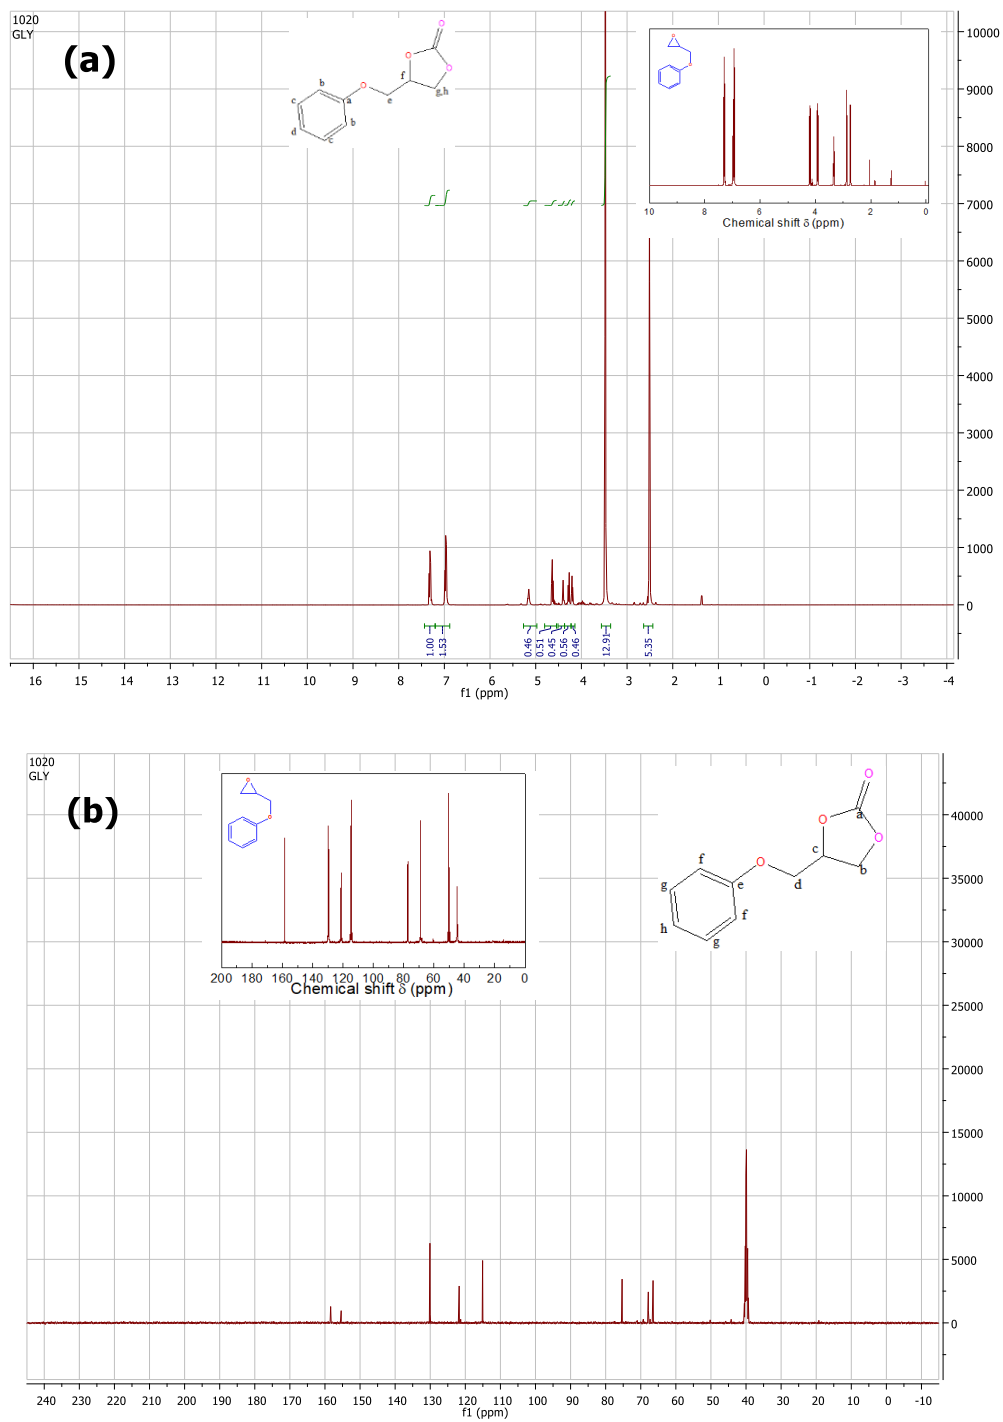 1020
GLY
(a)
O
O
O
f
g,h
O
e
b
a
c
b
d
c
O
O
10 8 6 4 2 0
Chemical shift δ (ppm)
10000
9000
8000
7000
6000
5000
4000
3000
2000
1000
0
1.00
1.53
0.46
0.51
0.45
0.56
0.46
12.91
5.35
16 15 14 13 12 11 10 9 8 7 6 5 4 3 2 1 0 -1 -2 -3 -4
f1 (ppm)
1020
GLY
(b)
O
O
200 180 160 140 120 100 80 60 40 20 0
Chemical shift δ (ppm)
O
a
O
O
c
b
O
d
f
e
g
f
h
g
40000
35000
30000
25000
20000
15000
10000
5000
0
240 230 220 210 200 190 180 170 160 150 140 130 120 110 100 90 80 70 60 50 40 30 20 10 0 -10
f1 (ppm)